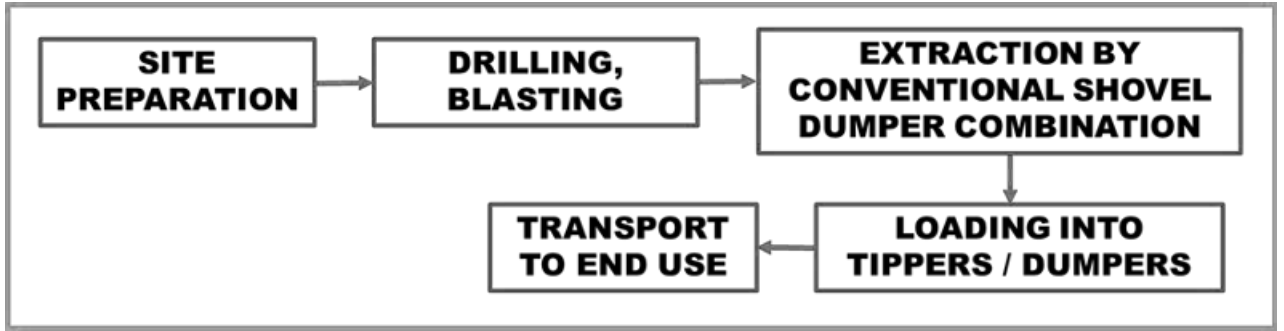 SITE
PREPARATION
DRILLING,
BLASTING
EXTRACTION BY
CONVENTIONAL SHOVEL
DUMPER COMBINATION
LOADING INTO
TIPPERS / DUMPERS
TRANSPORT
TO END USE